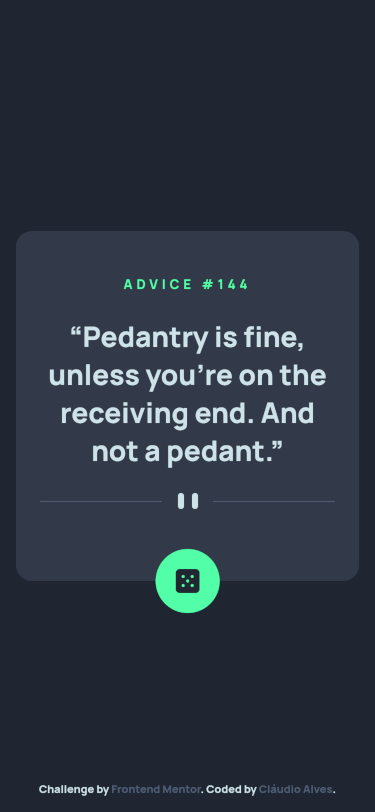 ADVICE #144
“Pedantry is fine,
unless you’re on the
receiving end. And
not a pedant.”
Challenge by Frontend Mentor. Coded by Cláudio Alves.